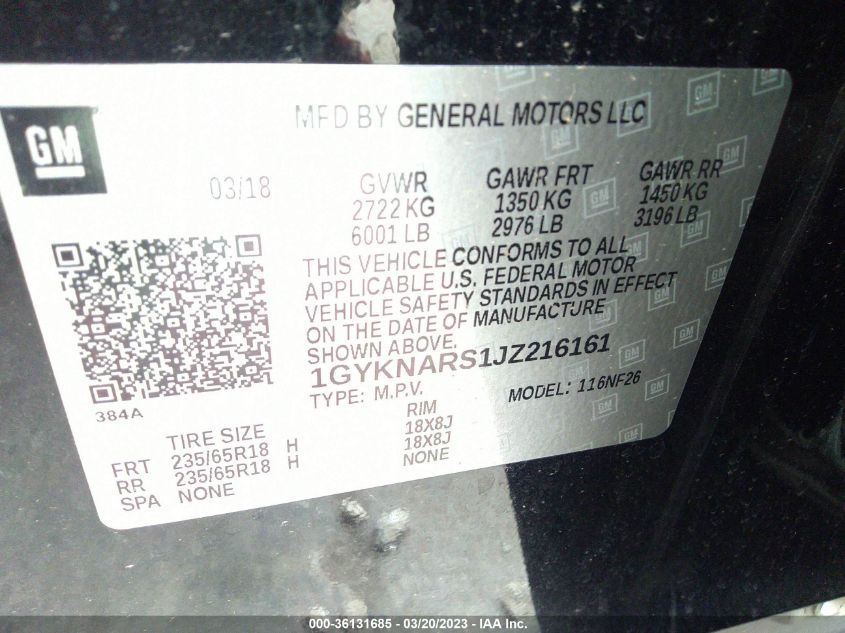 GM
MFD BY GENERAL MOTORS LLC
03/18
GVWR GAWR FRT GAWR RR
2722 KG 1350 KG 1450 KG
6001 LB 2976 LB 3196 LB
THIS VEHICLE CONFORMS TO ALL
APPLICABLE U.S. FEDERAL MOTOR
VEHICLE SAFETY STANDARDS IN EFFECT
ON THE DATE OF MANUFACTURE
SHOWN ABOVE.
1GYKNARS1JZ216161
TYPE: M.P.V. MODEL: 116NF26
384A
TIRE SIZE RIM
FRT 235/65R18 H 18X8J
RR 235/65R18 H 18X8J
SPA NONE NONE
000-36131685 — 03/20/2023 — IAA Inc.